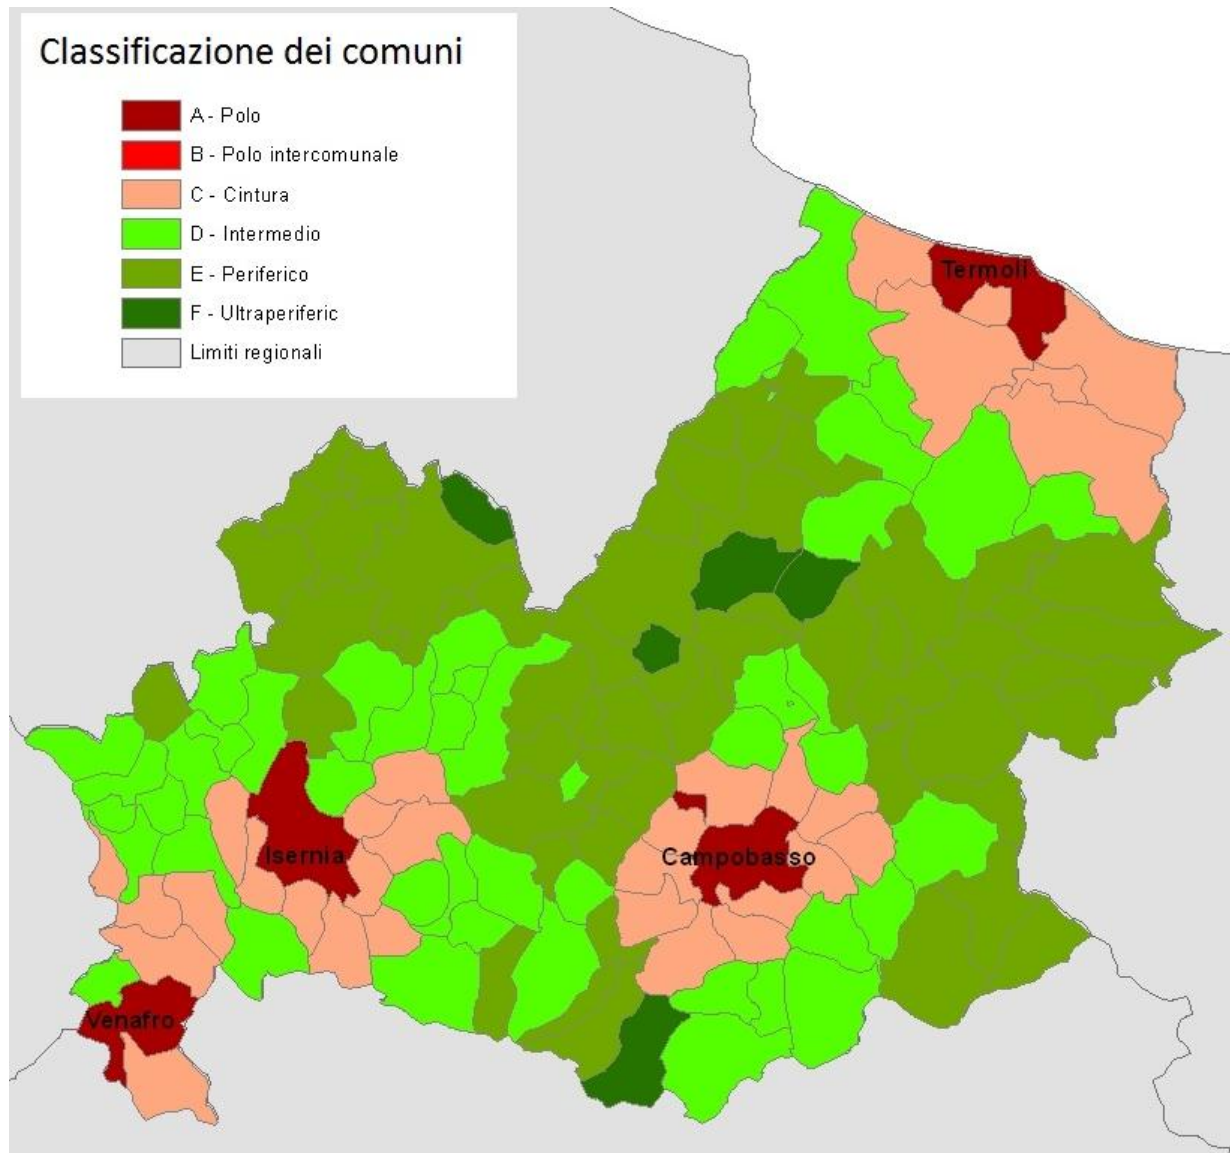 Classificazione dei comuni
A - Polo
B - Polo intercomunale
C - Cintura
D - Intermedio
E - Periferico
F - Ultraperiferic
Limiti regionali
Termoli
Isernia
Campobasso
Venafro